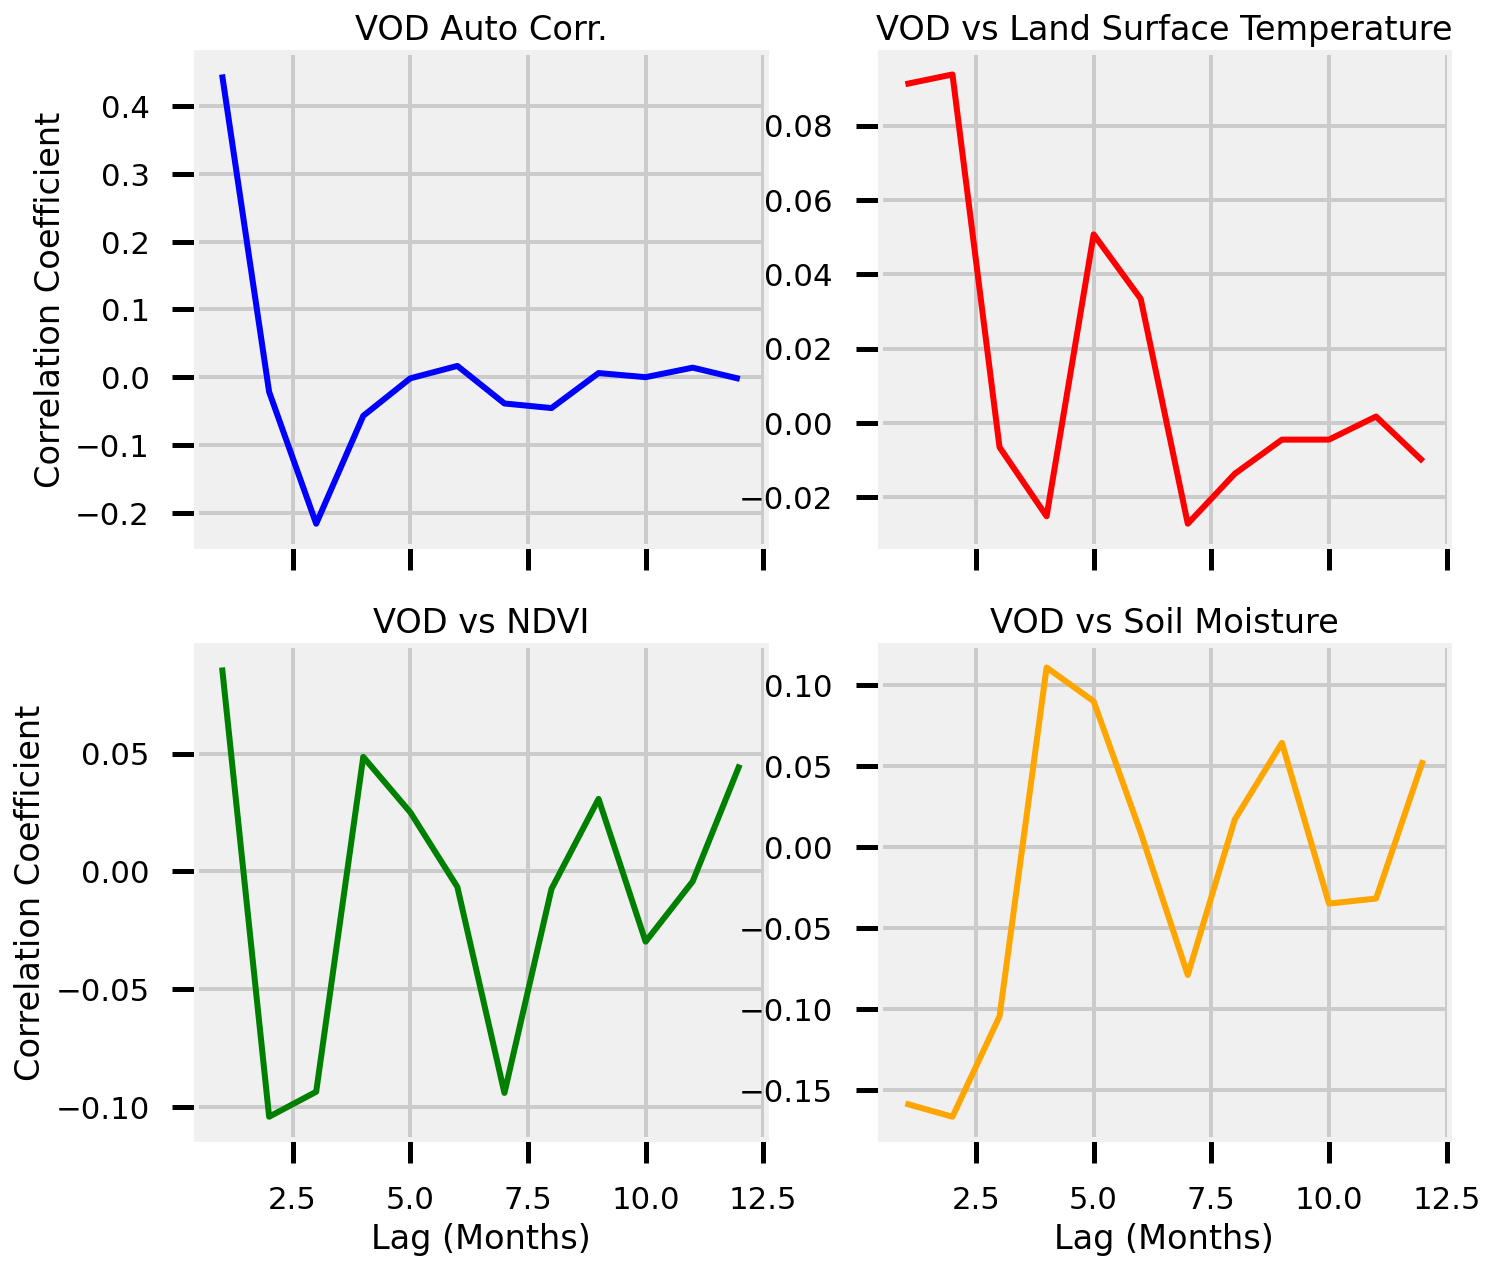 VOD Auto Corr.
VOD vs Land Surface Temperature
Correlation Coefficient
0.4
0.3
0.2
0.1
0.0
−0.1
−0.2
0.08
0.06
0.04
0.02
0.00
−0.02
VOD vs NDVI
VOD vs Soil Moisture
Correlation Coefficient
0.05
0.00
−0.05
−0.10
0.10
0.05
0.00
−0.05
−0.10
−0.15
2.5 5.0 7.5 10.0 12.5
2.5 5.0 7.5 10.0 12.5
Lag (Months)
Lag (Months)